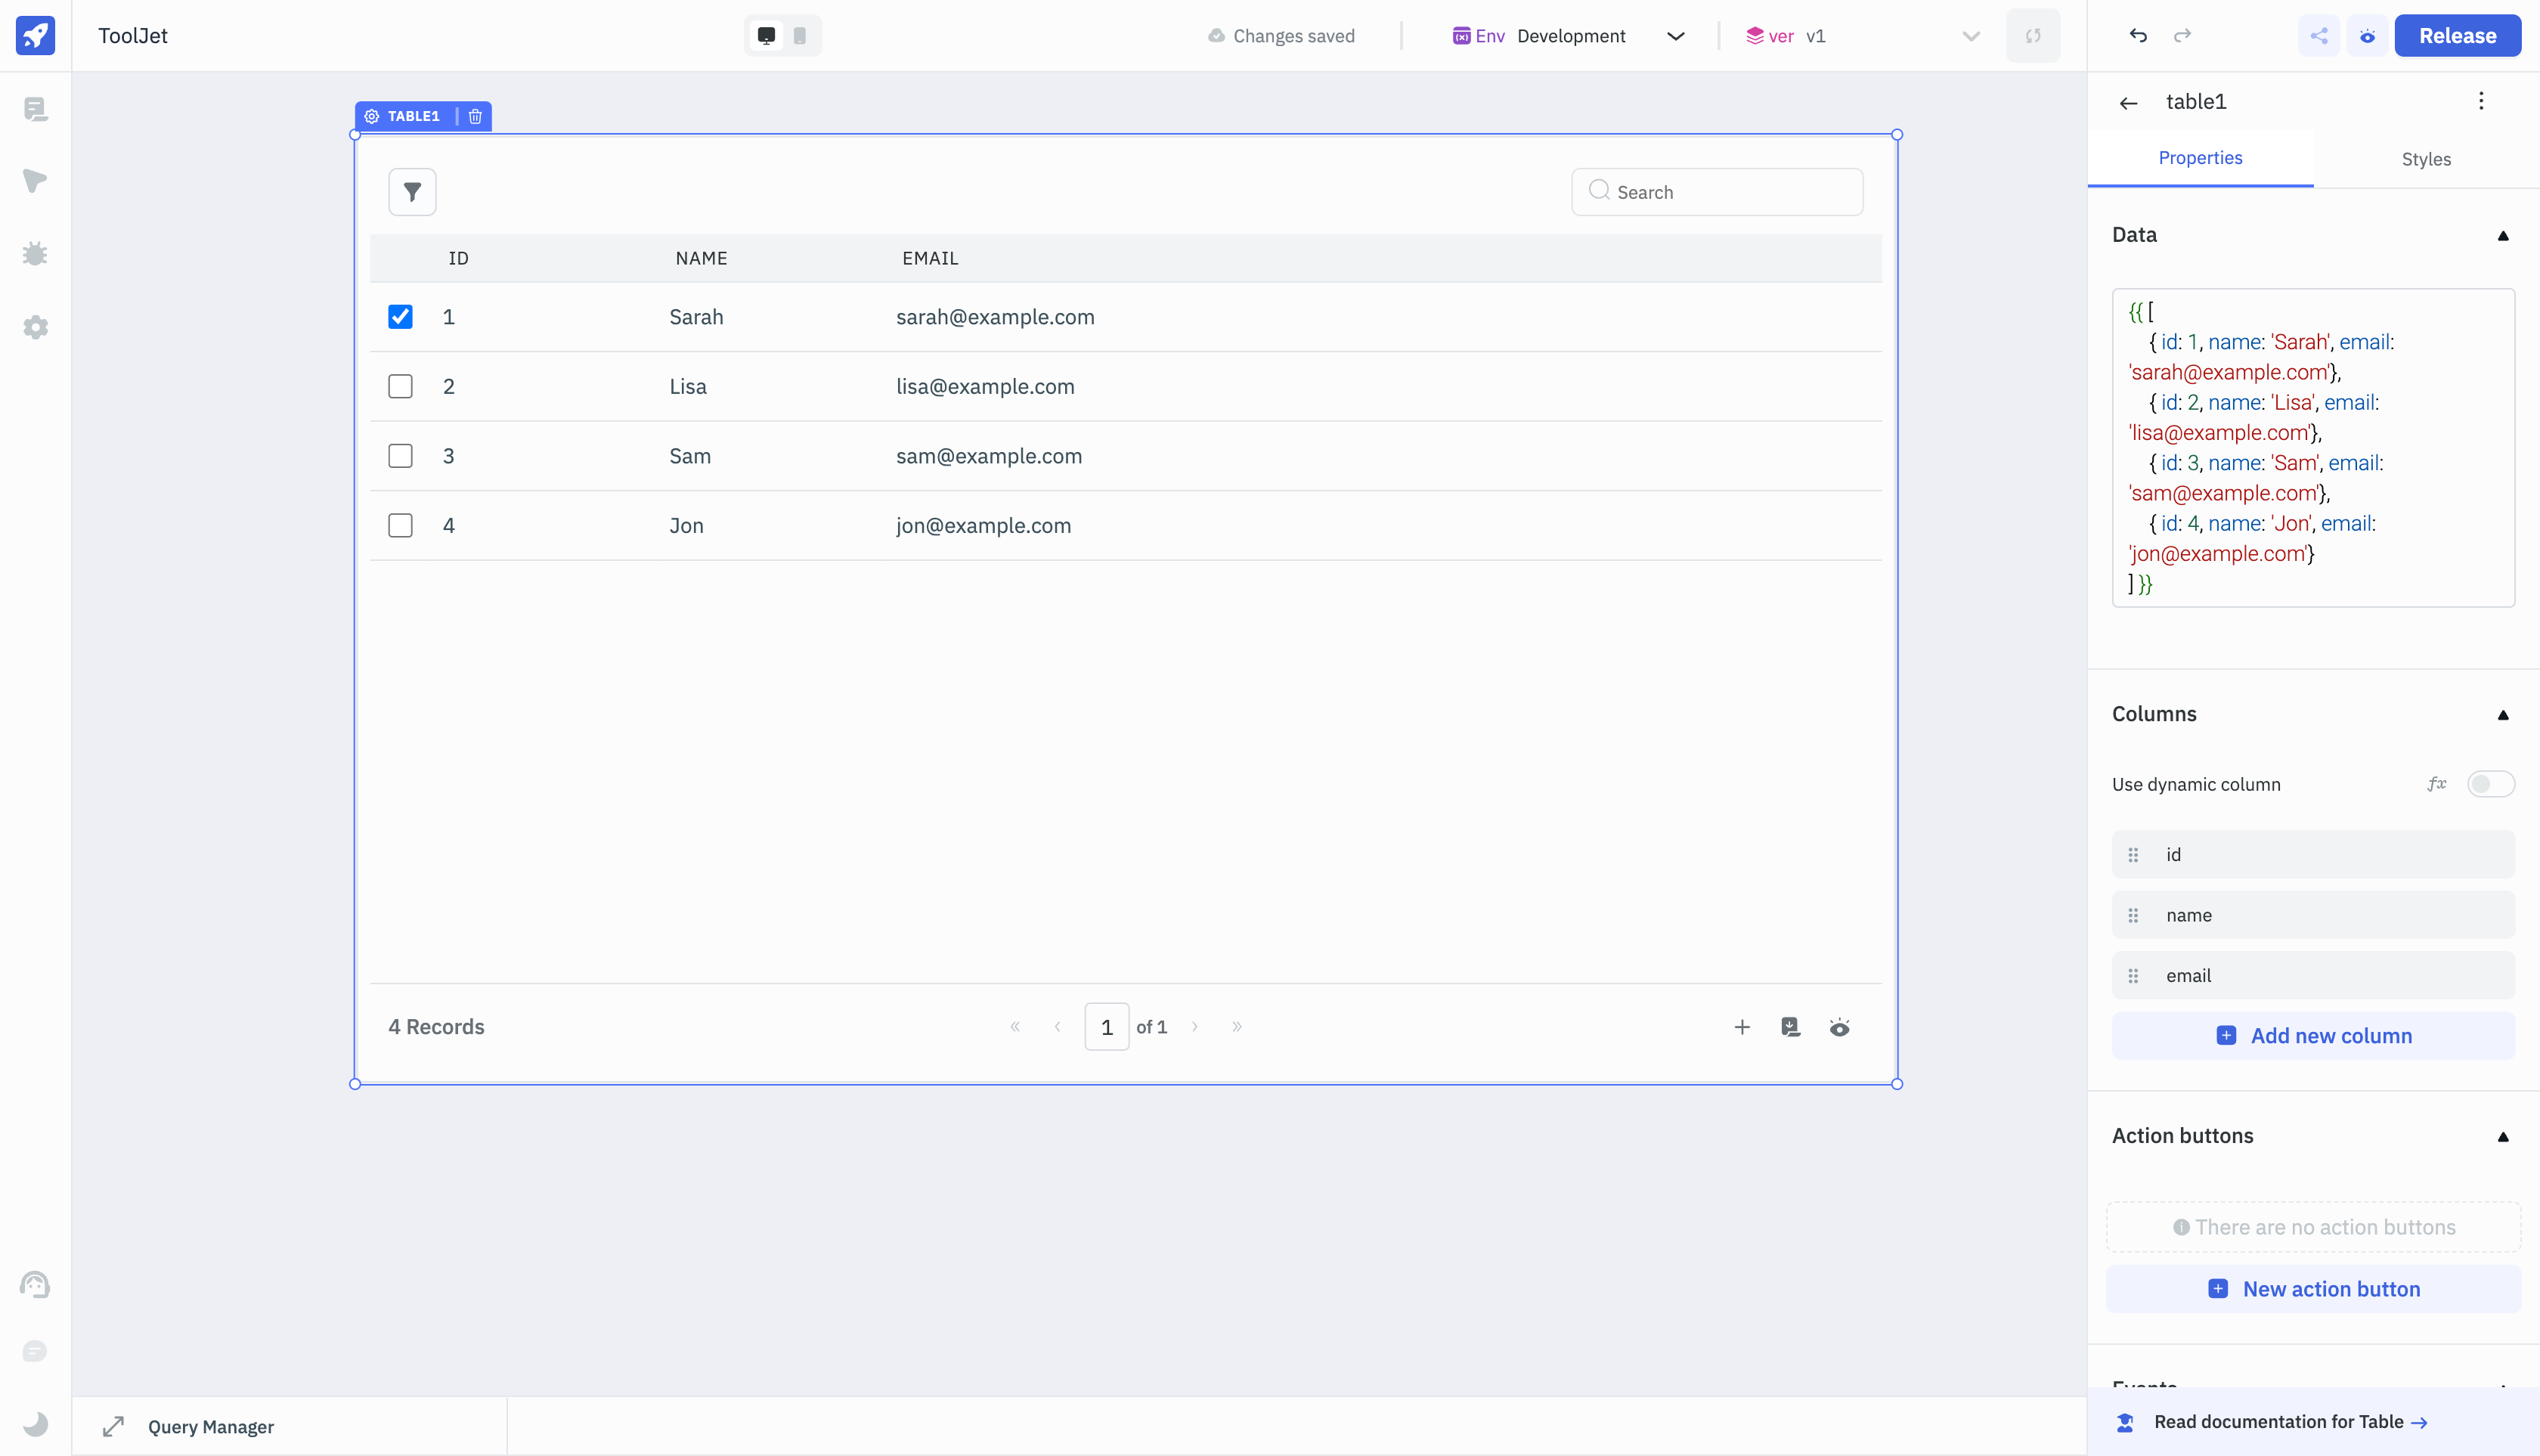 ToolJet
Changes saved
Env Development
ver v1
Release
TABLE1
Search
ID NAME EMAIL
1 Sarah sarah@example.com
2 Lisa lisa@example.com
3 Sam sam@example.com
4 Jon jon@example.com
4 Records
« ‹ 1 of 1 › »
Query Manager
table1
Properties Styles
Data
{{ [
{ id: 1, name: 'Sarah', email:
'sarah@example.com'},
{ id: 2, name: 'Lisa', email:
'lisa@example.com'},
{ id: 3, name: 'Sam', email:
'sam@example.com'},
{ id: 4, name: 'Jon', email:
'jon@example.com'}
] }}
Columns
Use dynamic column fx
id
name
email
Add new column
Action buttons
There are no action buttons
New action button
Events
Read documentation for Table →